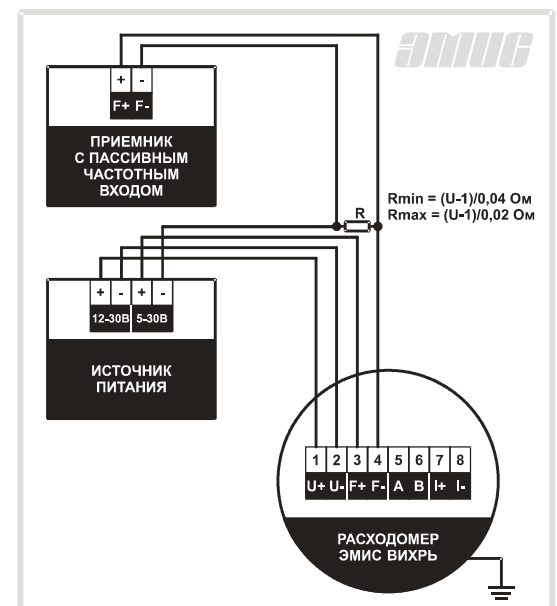 ЭМИС
+ -
F+ F-
ПРИЕМНИК
С ПАССИВНЫМ
ЧАСТОТНЫМ
ВХОДОМ
Rmin = (U-1)/0,04 Ом
R
Rmax = (U-1)/0,02 Ом
+ - + -
12-30В 5-30В
ИСТОЧНИК
ПИТАНИЯ
1 2 3 4 5 6 7 8
U+ U- F+ F- A B I+ I-
РАСХОДОМЕР
ЭМИС ВИХРЬ